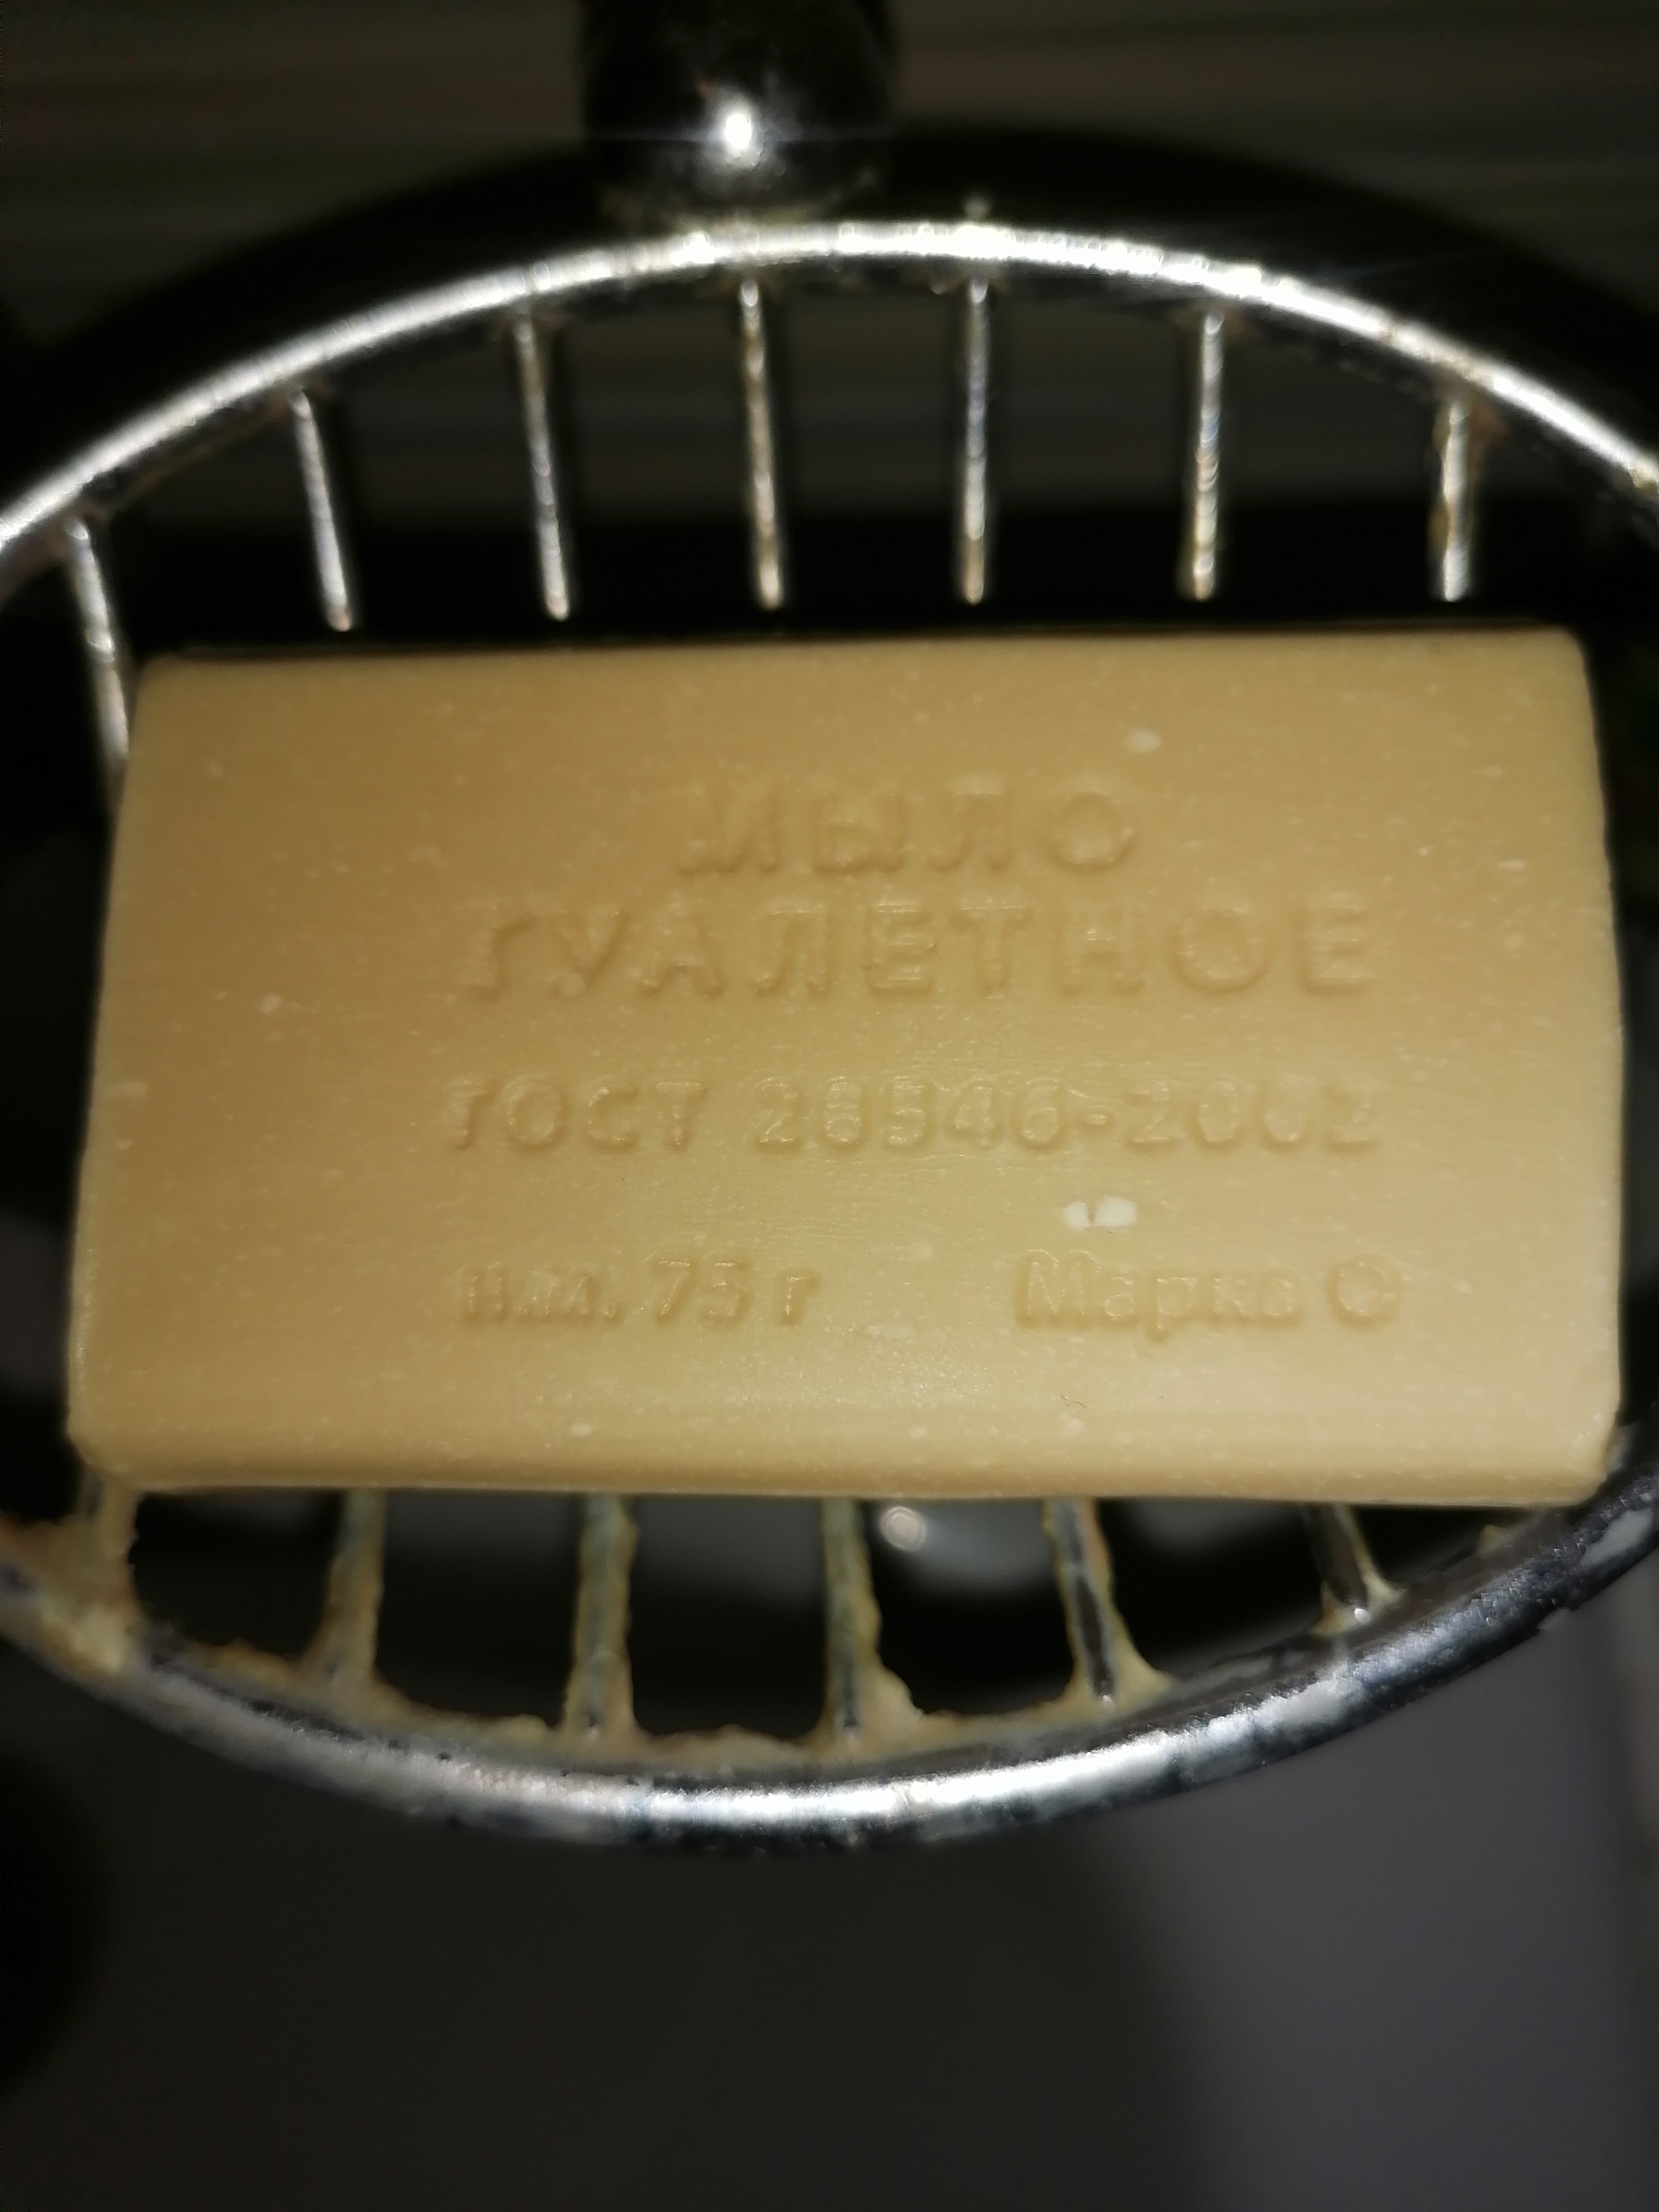 МЫЛО
ТУАЛЕТНОЕ
ГОСТ 28546-2002
н.м. 75 г Марка О